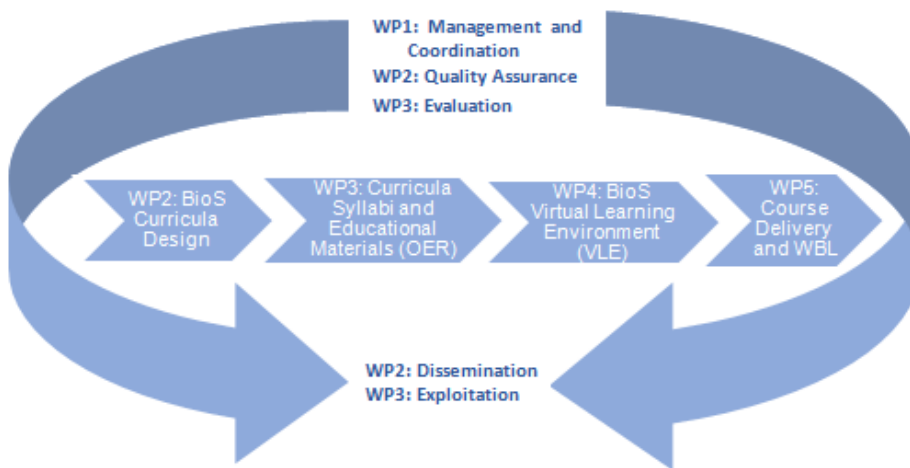 WP1: Management and
Coordination
WP2: Quality Assurance
WP3: Evaluation
WP2: BioS
Curricula
Design
WP3: Curricula
Syllabi and
Educational
Materials (OER)
WP4: BioS
Virtual Learning
Environment
(VLE)
WP5:
Course
Delivery
and WBL
WP2: Dissemination
WP3: Exploitation